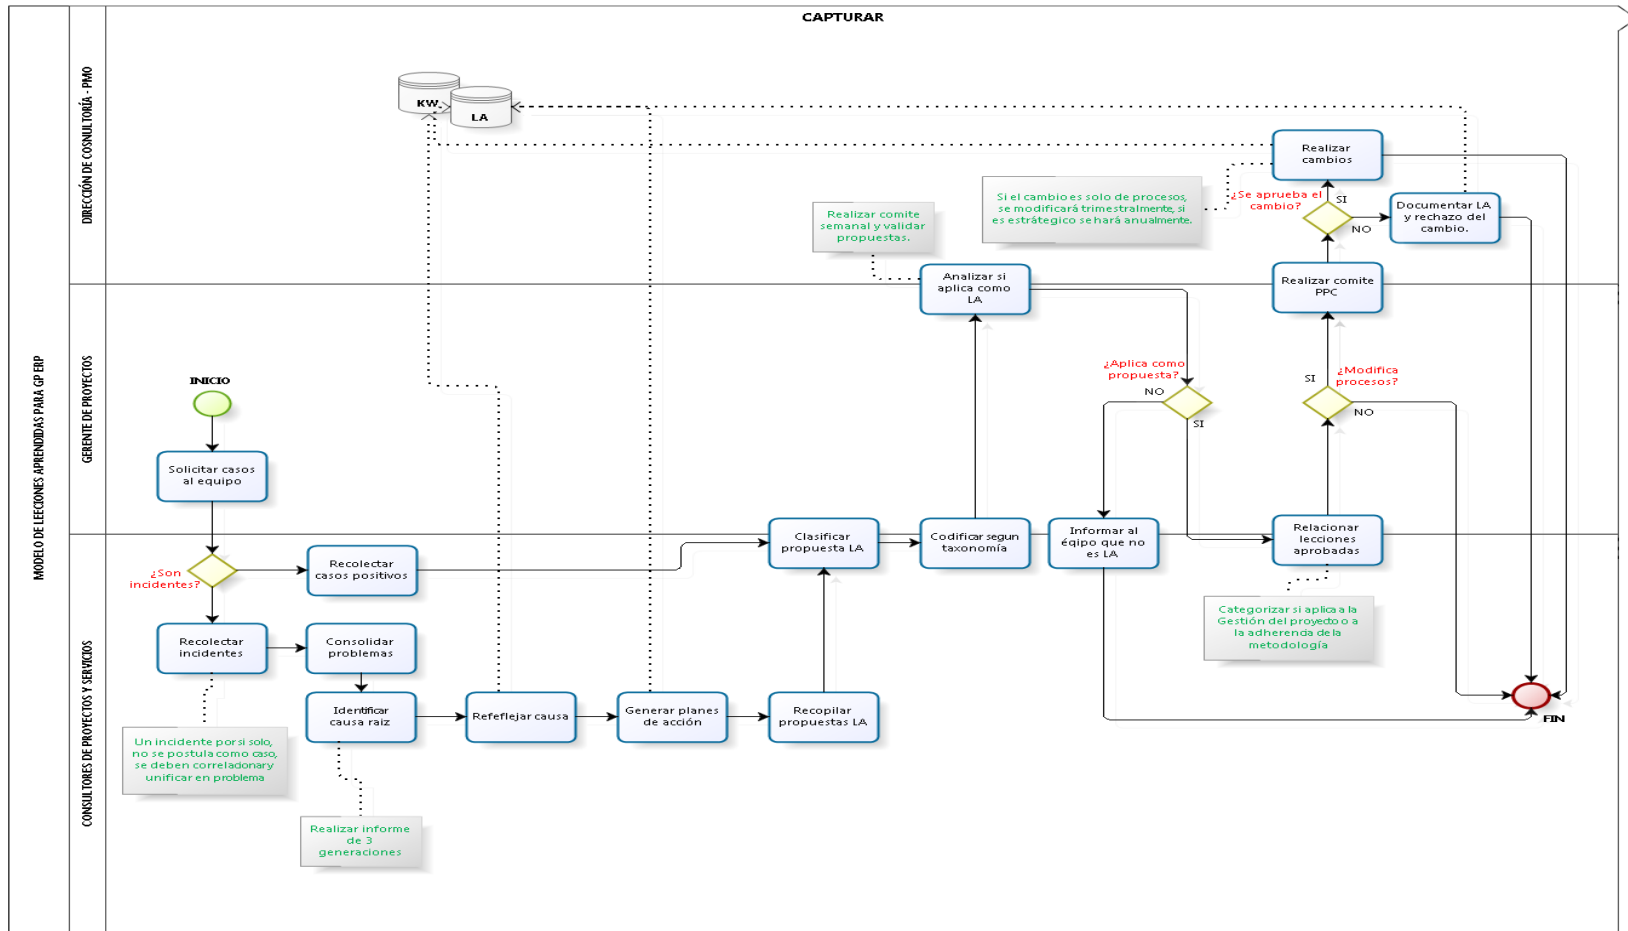 CAPTURAR
MODELO DE LEECIONES APRENDIDAS PARA GP ERP
DIRECCIÓN DE COSNULTORÍA - PMO
KW
LA
Realizar
cambios
Si el cambio es solo de procesos,
se modificará trimestralmente, si
es estrátegico se hará anualmente.
¿Se aprueba el
cambio?
SI
NO
Documentar LA
y rechazo del
cambio.
Realizar comite
semanal y validar
propuestas.
Analizar si
aplica como
LA
Realizar comite
PPC
GERENTE DE PROYECTOS
INICIO
Solicitar casos
al equipo
¿Aplica como
propuesta?
NO
SI
¿Modifica
procesos?
SI
NO
Clasificar
propuesta LA
Codificar segun
taxonomía
Informar al
équipo que no
es LA
Relacionar
lecciones
aprobadas
CONSULTORES DE PROYECTOS Y SERVICIOS
¿Son
incidentes?
Recolectar
casos positivos
Recolectar
incidentes
Consolidar
problemas
Categorizar si aplica a la
Gestión del proyecto o a
la adherencia de la
metodología
Identificar
causa raiz
Refeflejar causa
Generar planes
de acción
Recopilar
propuestas LA
FIN
Un incidente por si solo,
no se postula como caso,
se deben correlacionar y
unificar en problema
Realizar informe
de 3
generaciones